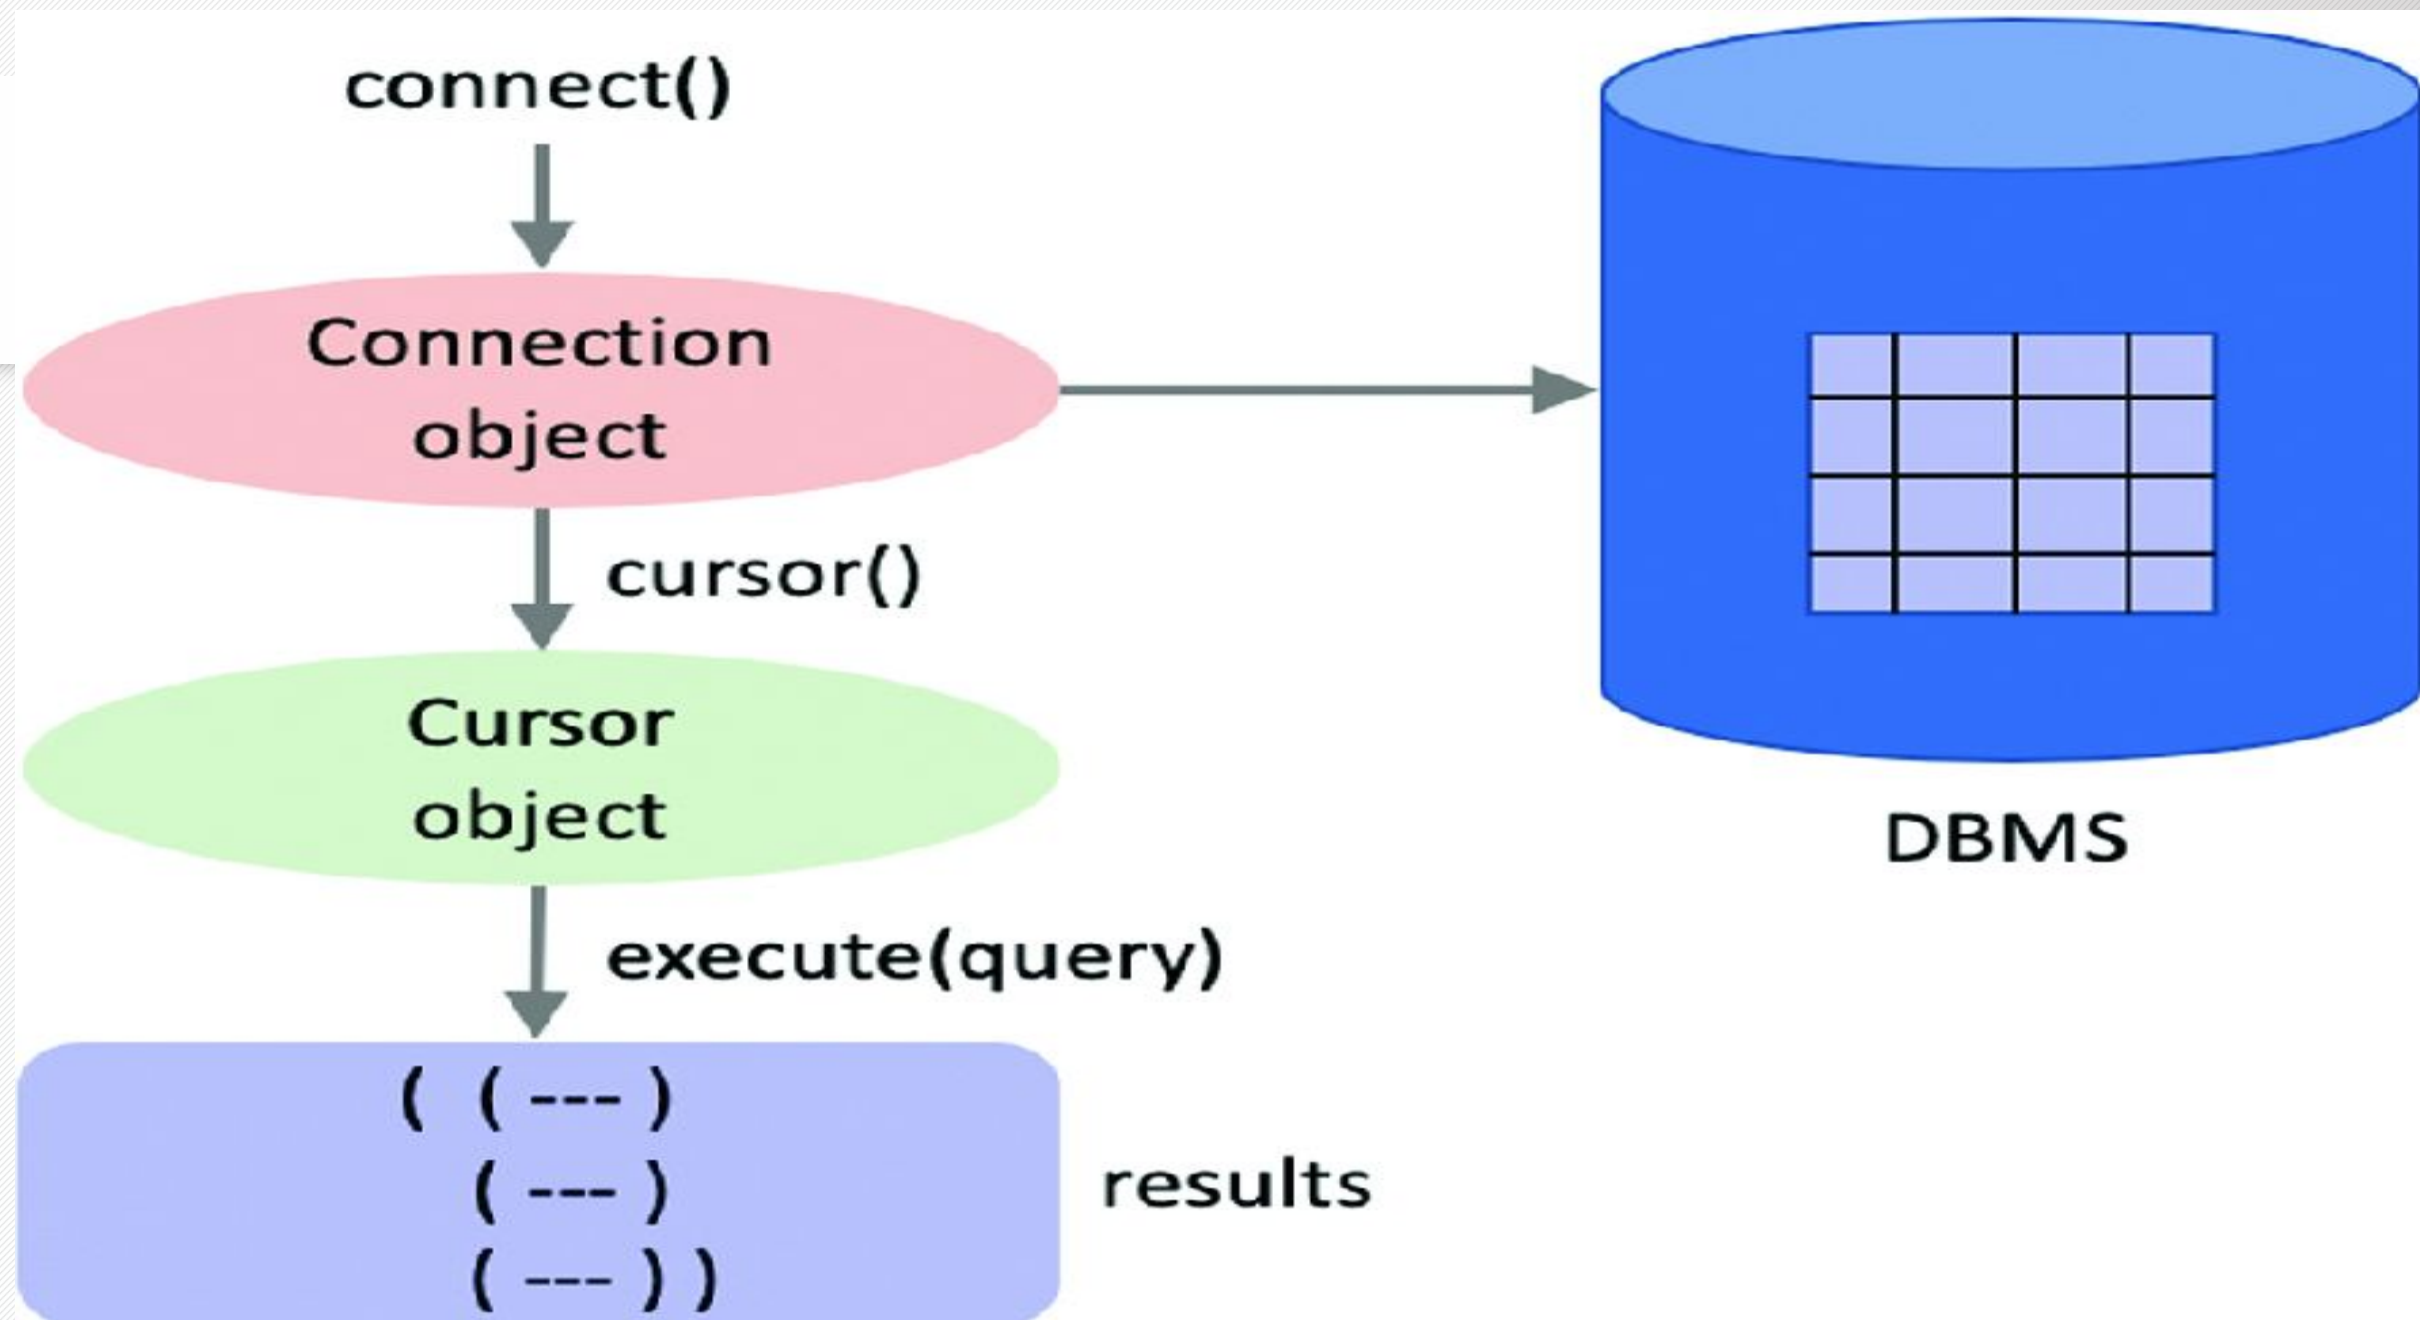 connect()
Connection
object
cursor()
Cursor
object
DBMS
execute(query)
( ( --- )
( --- )
( --- ) )
results